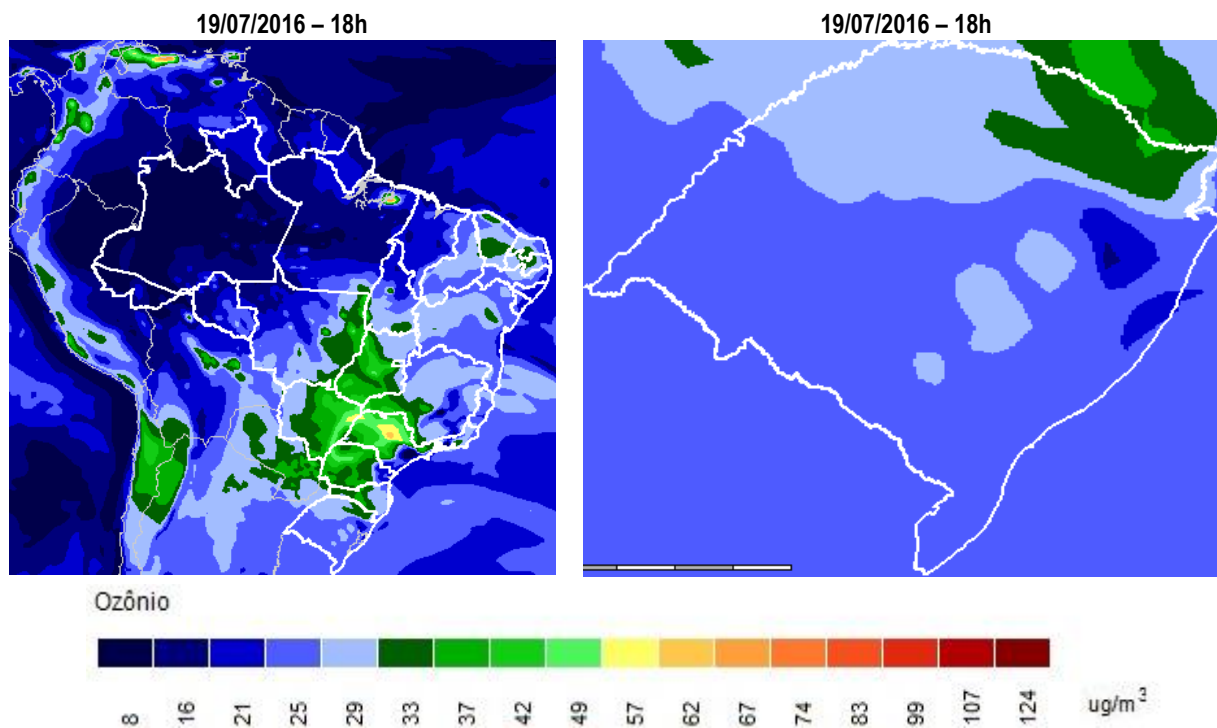 19/07/2016 – 18h
19/07/2016 – 18h
Ozônio
8 16 21 25 29 33 37 42 49 57 62 67 74 83 99 107 124 ug/m³